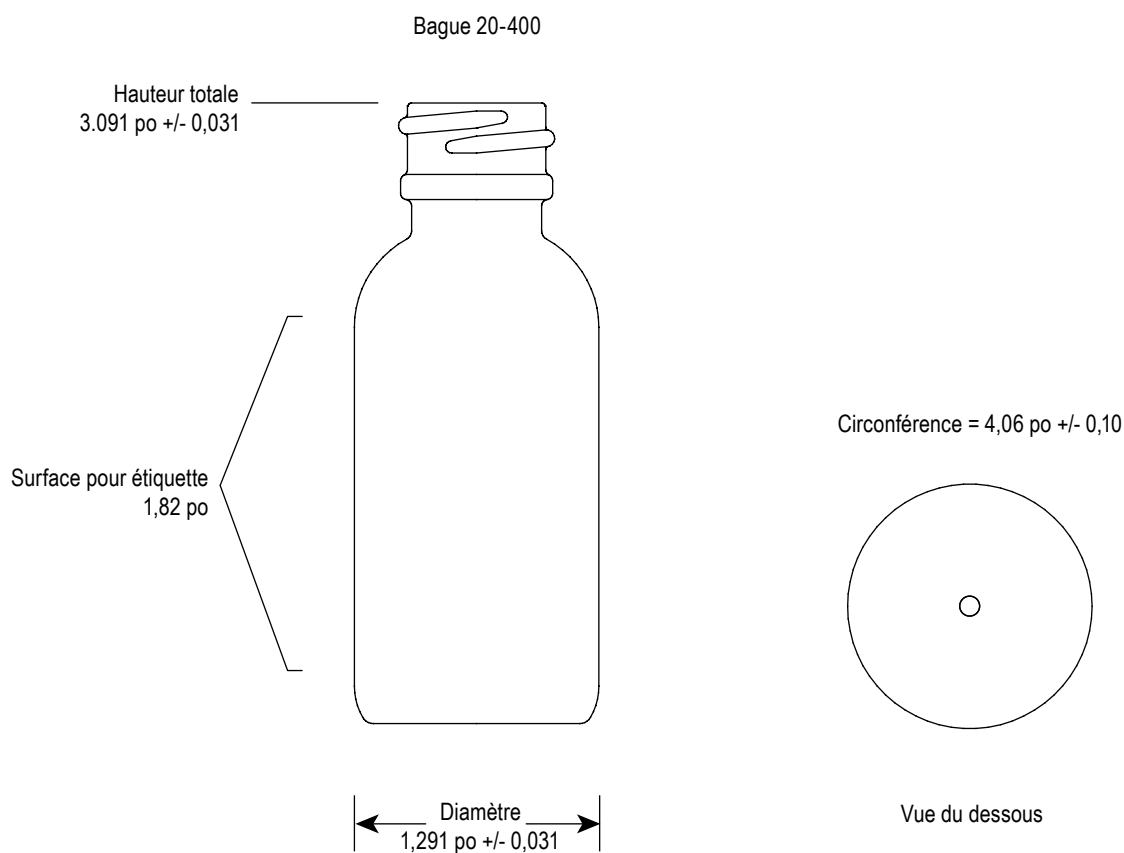 Bague 20-400
Hauteur totale
3.091 po +/- 0,031
Circonférence = 4,06 po +/- 0,10
Surface pour étiquette
1,82 po
Diamètre
1,291 po +/- 0,031
Vue du dessous